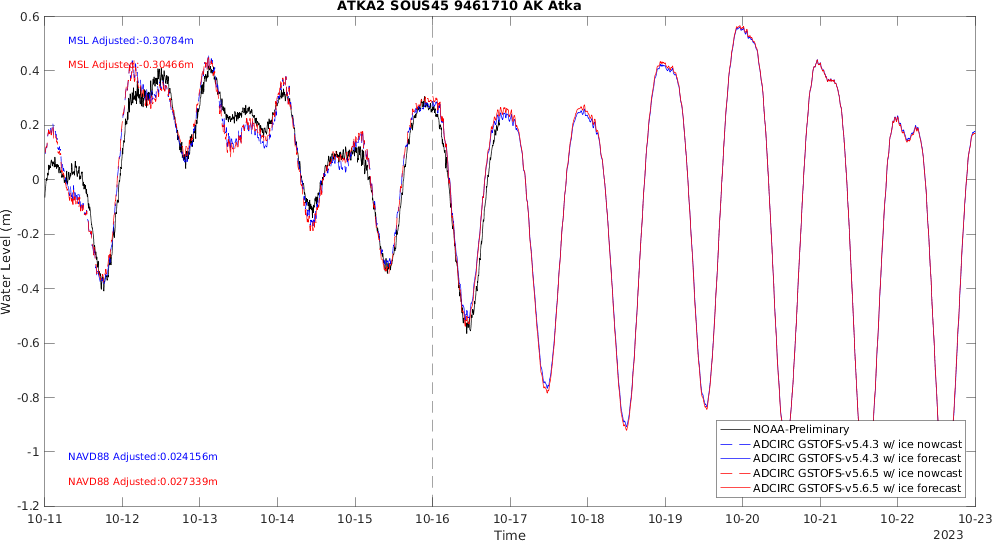 ATKA2 SOUS45 9461710 AK Atka
0.6
0.4
0.2
0
-0.2
-0.4
-0.6
-0.8
-1
-1.2
Water Level (m)
MSL Adjusted:-0.30784m
MSL Adjusted:-0.30466m
NAVD88 Adjusted:0.024156m
NAVD88 Adjusted:0.027339m
NOAA-Preliminary
ADCIRC GSTOFS-v5.4.3 w/ ice nowcast
ADCIRC GSTOFS-v5.4.3 w/ ice forecast
ADCIRC GSTOFS-v5.6.5 w/ ice nowcast
ADCIRC GSTOFS-v5.6.5 w/ ice forecast
10-11 10-12 10-13 10-14 10-15 10-16 10-17 10-18 10-19 10-20 10-21 10-22 10-23
Time
2023